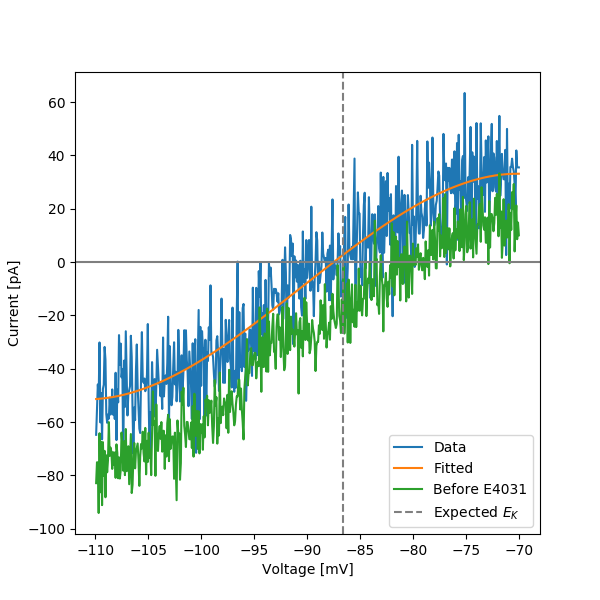 60
40
20
0
−20
−40
−60
−80
−100
Current [pA]
Data
Fitted
Before E4031
Expected E_K
−110 −105 −100 −95 −90 −85 −80 −75 −70
Voltage [mV]